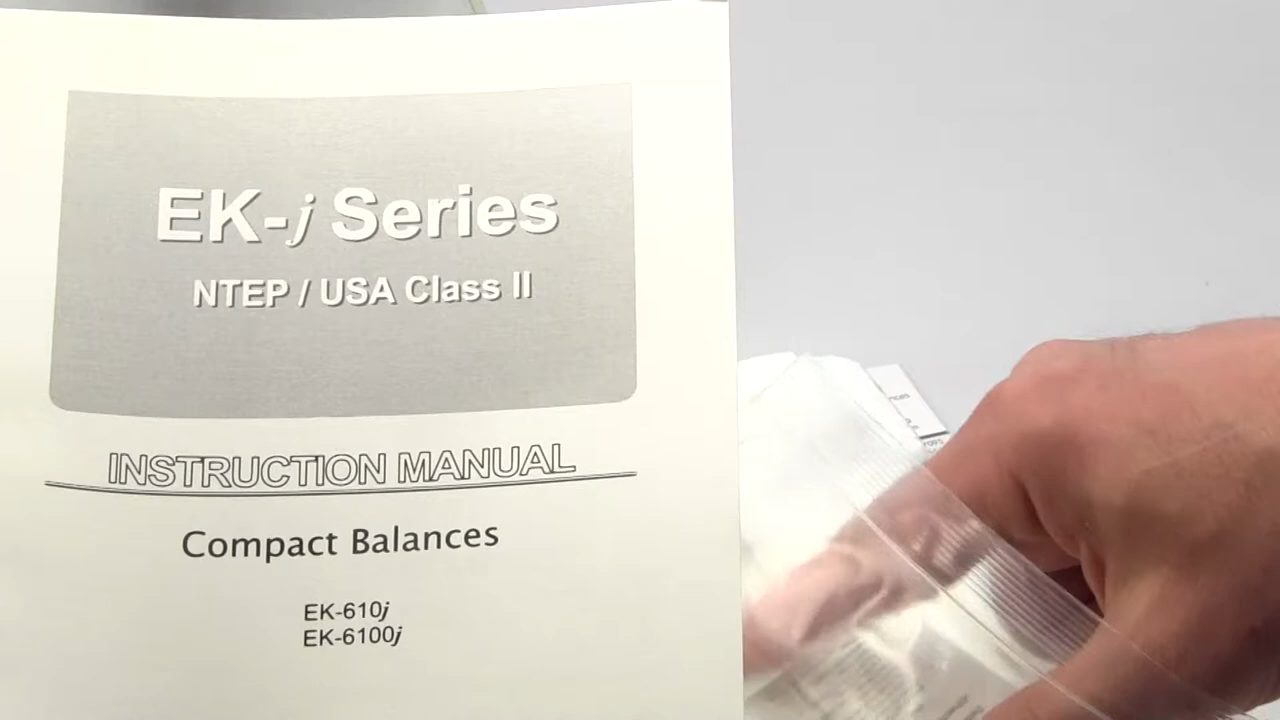 EK-j Series
NTEP / USA Class II
INSTRUCTION MANUAL
Compact Balances
EK-610j
EK-6100j